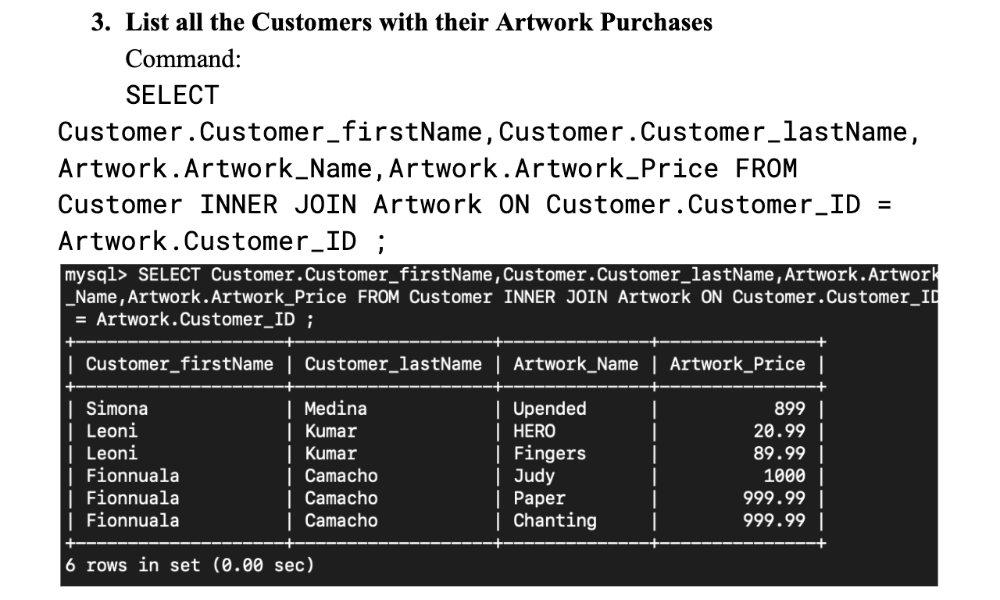 3. List all the Customers with their Artwork Purchases
Command:
SELECT
Customer.Customer_firstName,Customer.Customer_lastName,
Artwork.Artwork_Name,Artwork.Artwork_Price FROM
Customer INNER JOIN Artwork ON Customer.Customer_ID =
Artwork.Customer_ID ;
mysql> SELECT Customer.Customer_firstName,Customer.Customer_lastName,Artwork.Artwork
_Name,Artwork.Artwork_Price FROM Customer INNER JOIN Artwork ON Customer.Customer_ID
= Artwork.Customer_ID ;
+--------------------+-------------------+--------------+---------------+
| Customer_firstName | Customer_lastName | Artwork_Name | Artwork_Price |
+--------------------+-------------------+--------------+---------------+
| Simona | Medina | Upended | 899 |
| Leoni | Kumar | HERO | 20.99 |
| Leoni | Kumar | Fingers | 89.99 |
| Fionnuala | Camacho | Judy | 1000 |
| Fionnuala | Camacho | Paper | 999.99 |
| Fionnuala | Camacho | Chanting | 999.99 |
+--------------------+-------------------+--------------+---------------+
6 rows in set (0.00 sec)